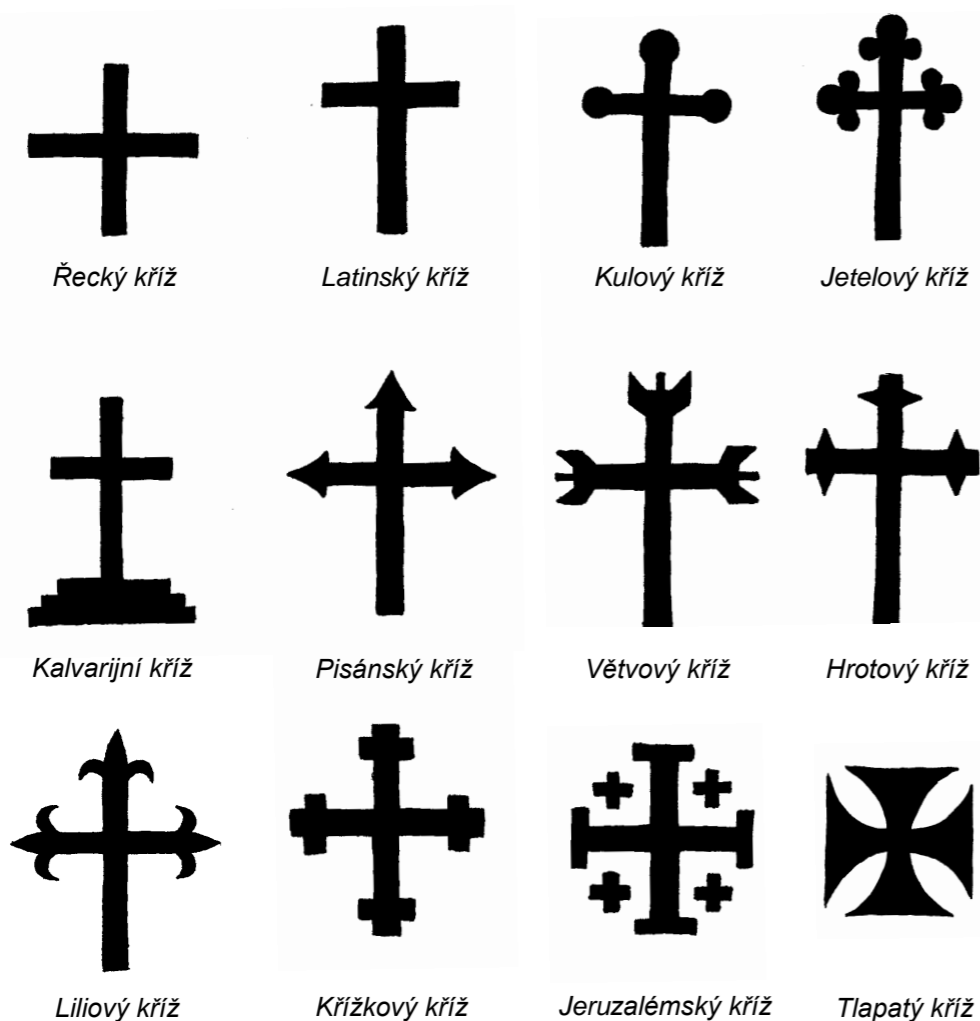 Řecký kříž
Latinský kříž
Kulový kříž
Jetelový kříž
Kalvarijní kříž
Pisánský kříž
Větvový kříž
Hrotový kříž
Liliový kříž
Křížkový kříž
Jeruzalémský kříž
Tlapatý kříž